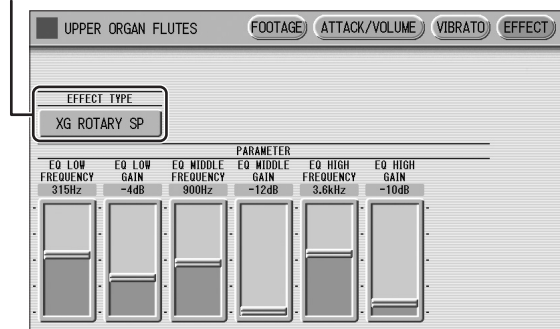 UPPER ORGAN FLUTES FOOTAGE ATTACK/VOLUME VIBRATO EFFECT
EFFECT TYPE
XG ROTARY SP
PARAMETER
EQ LOW FREQUENCY EQ LOW GAIN EQ MIDDLE FREQUENCY EQ MIDDLE GAIN EQ HIGH FREQUENCY EQ HIGH GAIN
315Hz -4dB 900Hz -12dB 3.6kHz -10dB